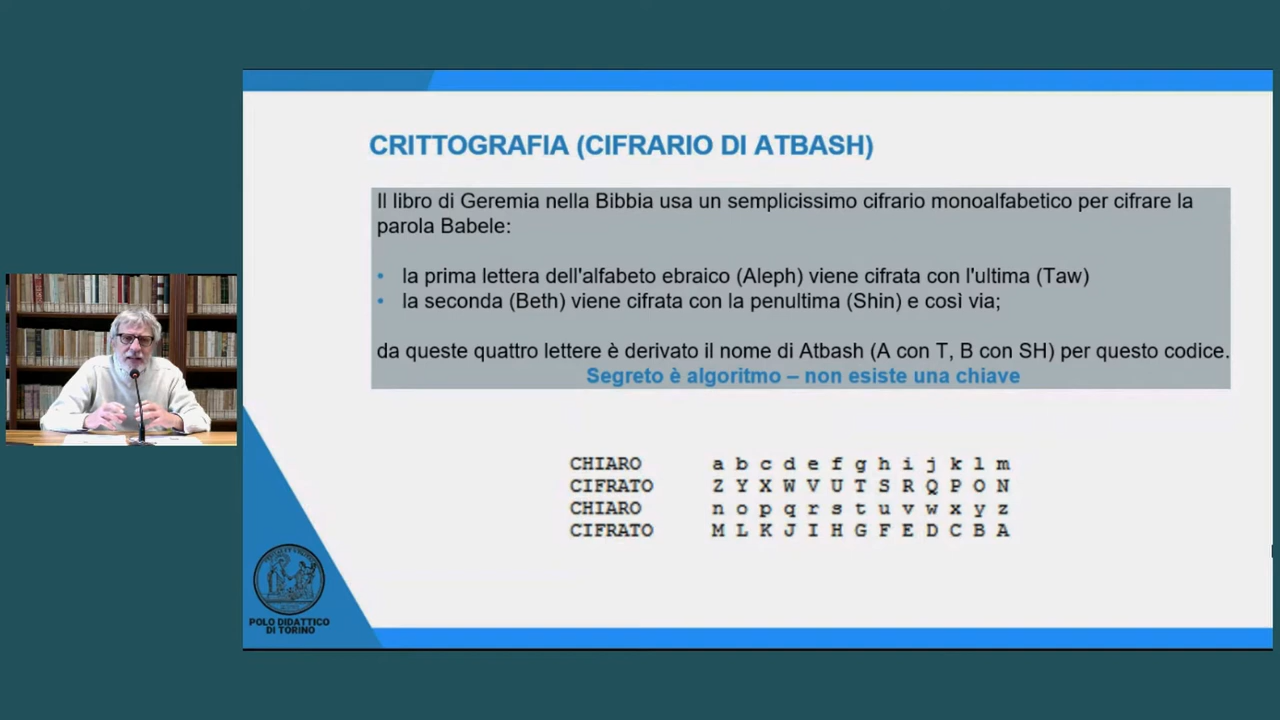 CRITTOGRAFIA (CIFRARIO DI ATBASH)
Il libro di Geremia nella Bibbia usa un semplicissimo cifrario monoalfabetico per cifrare la
parola Babele:
• la prima lettera dell'alfabeto ebraico (Aleph) viene cifrata con l'ultima (Taw)
• la seconda (Beth) viene cifrata con la penultima (Shin) e così via;
da queste quattro lettere è derivato il nome di Atbash (A con T, B con SH) per questo codice.
Segreto è algoritmo – non esiste una chiave
CHIARO a b c d e f g h i j k l m
CIFRATO Z Y X W V U T S R Q P O N
CHIARO n o p q r s t u v w x y z
CIFRATO M L K J I H G F E D C B A
POLO DIDATTICO
DI TORINO